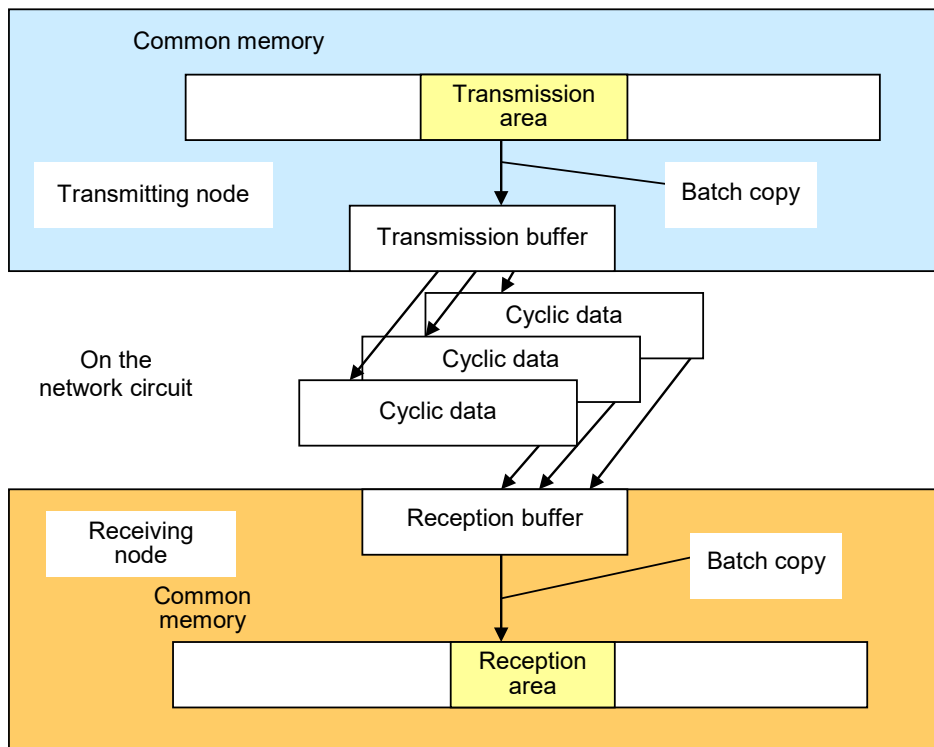 Common memory
Transmission
area
Transmitting node
Batch copy
Transmission buffer
Cyclic data
Cyclic data
On the
network circuit
Cyclic data
Reception buffer
Receiving
node
Batch copy
Common
memory
Reception
area